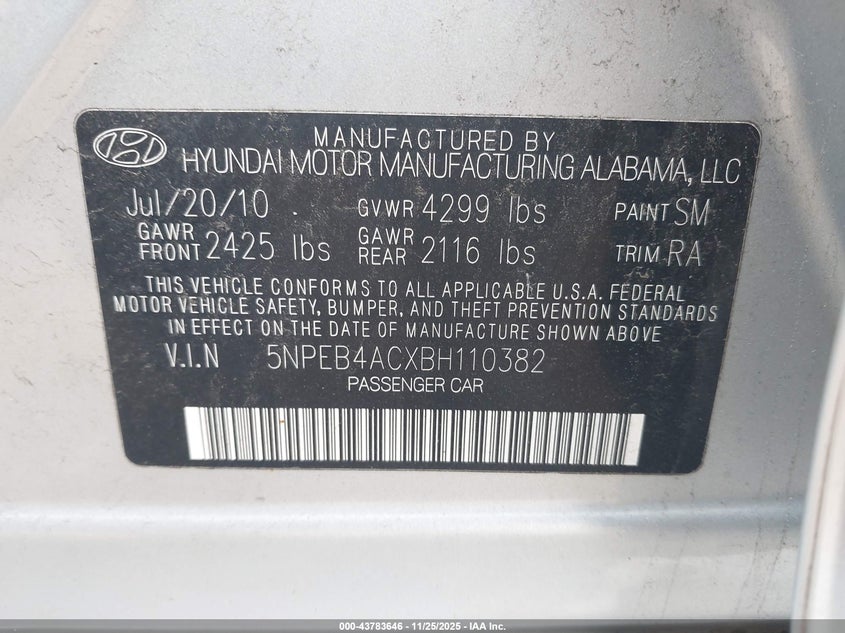 MANUFACTURED BY
HYUNDAI MOTOR MANUFACTURING ALABAMA, LLC
Jul/20/10 GVWR 4299 lbs PAINT SM
GAWR FRONT 2425 lbs GAWR REAR 2116 lbs TRIM RA
THIS VEHICLE CONFORMS TO ALL APPLICABLE U.S.A. FEDERAL
MOTOR VEHICLE SAFETY, BUMPER, AND THEFT PREVENTION STANDARDS
IN EFFECT ON THE DATE OF MANUFACTURE SHOWN ABOVE
V.I.N 5NPEB4ACXBH110382
PASSENGER CAR
000-43783646 - 11/25/2025 - IAA Inc.